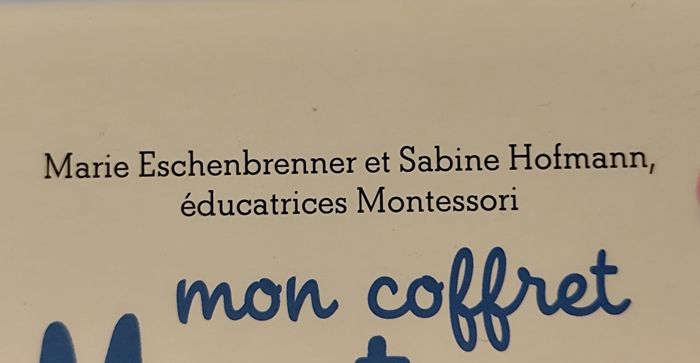 Marie Eschenbrenner et Sabine Hofmann,
éducatrices Montessori
mon coffret